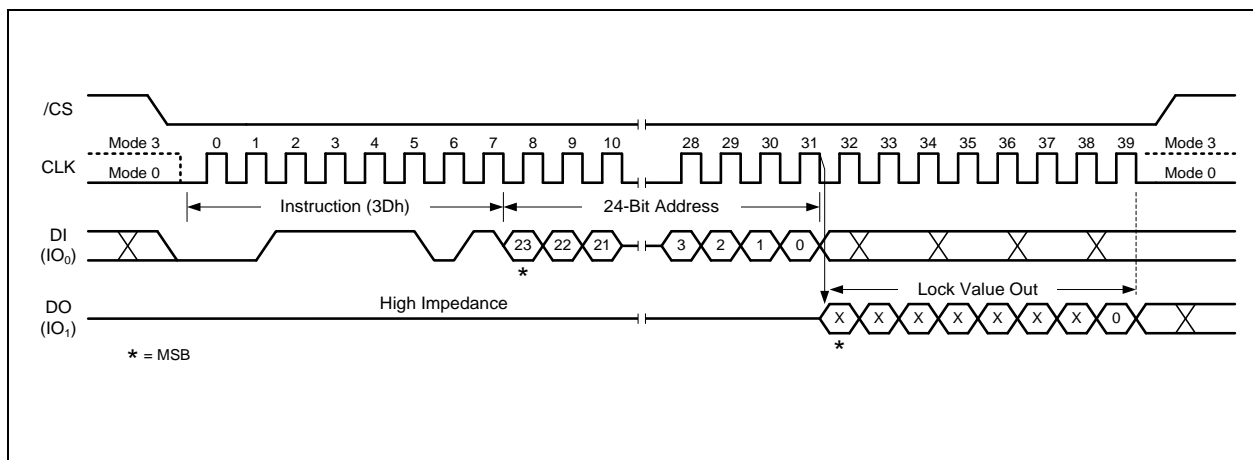 /CS
Mode 3 0 1 2 3 4 5 6 7 8 9 10 28 29 30 31 32 33 34 35 36 37 38 39 Mode 3
CLK
Mode 0 Mode 0
Instruction (3Dh) 24-Bit Address
DI
(IO₀)
23 22 21 3 2 1 0
*
High Impedance Lock Value Out
DO
(IO₁)
X X X X X X X 0
*
* = MSB